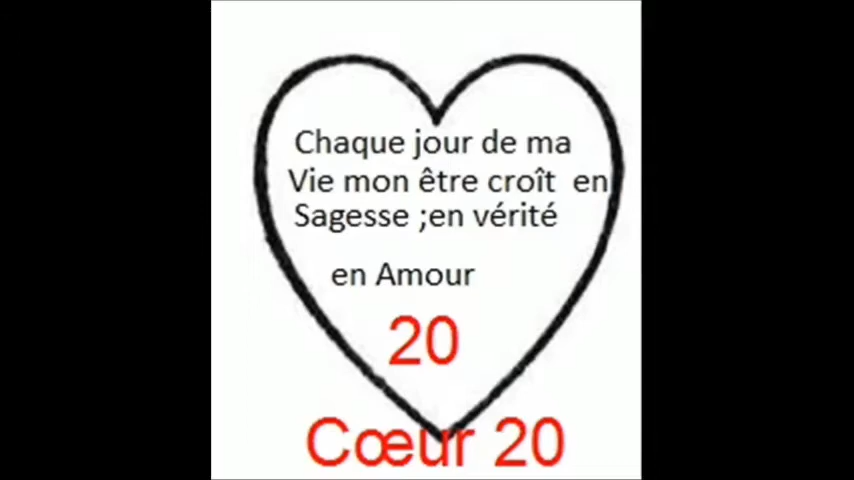 Chaque jour de ma
Vie mon être croît en
Sagesse ;en vérité
en Amour
20
Cœur 20